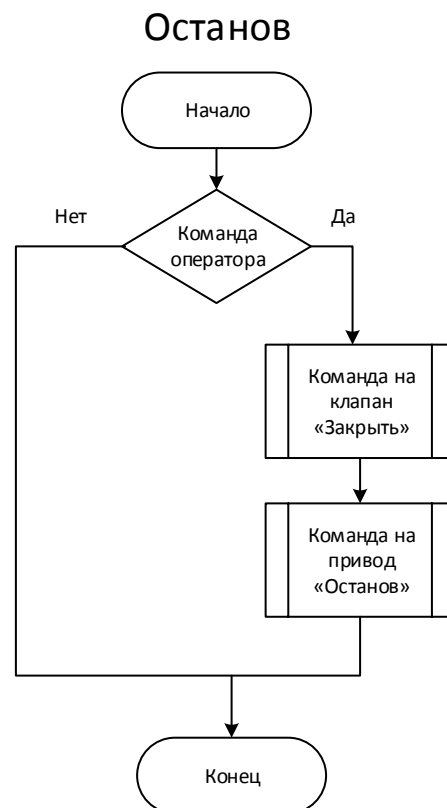 Останов
Начало
Нет
Да
Команда
оператора
Команда на
клапан
«Закрыть»
Команда на
привод
«Останов»
Конец